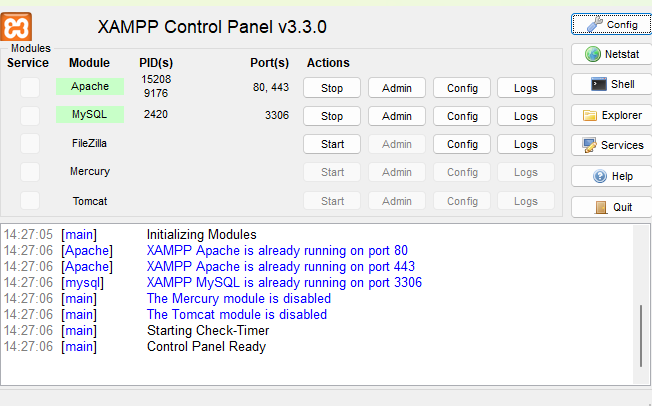 XAMPP Control Panel v3.3.0
Config
Modules
Service Module PID(s) Port(s) Actions
Netstat
Apache 15208 9176 80, 443 Stop Admin Config Logs
Shell
MySQL 2420 3306 Stop Admin Config Logs
Explorer
FileZilla Start Admin Config Logs
Services
Mercury Start Admin Config Logs
Help
Tomcat Start Admin Config Logs
Quit
14:27:05 [main] Initializing Modules
14:27:06 [Apache] XAMPP Apache is already running on port 80
14:27:06 [Apache] XAMPP Apache is already running on port 443
14:27:06 [mysql] XAMPP MySQL is already running on port 3306
14:27:06 [main] The Mercury module is disabled
14:27:06 [main] The Tomcat module is disabled
14:27:06 [main] Starting Check-Timer
14:27:06 [main] Control Panel Ready